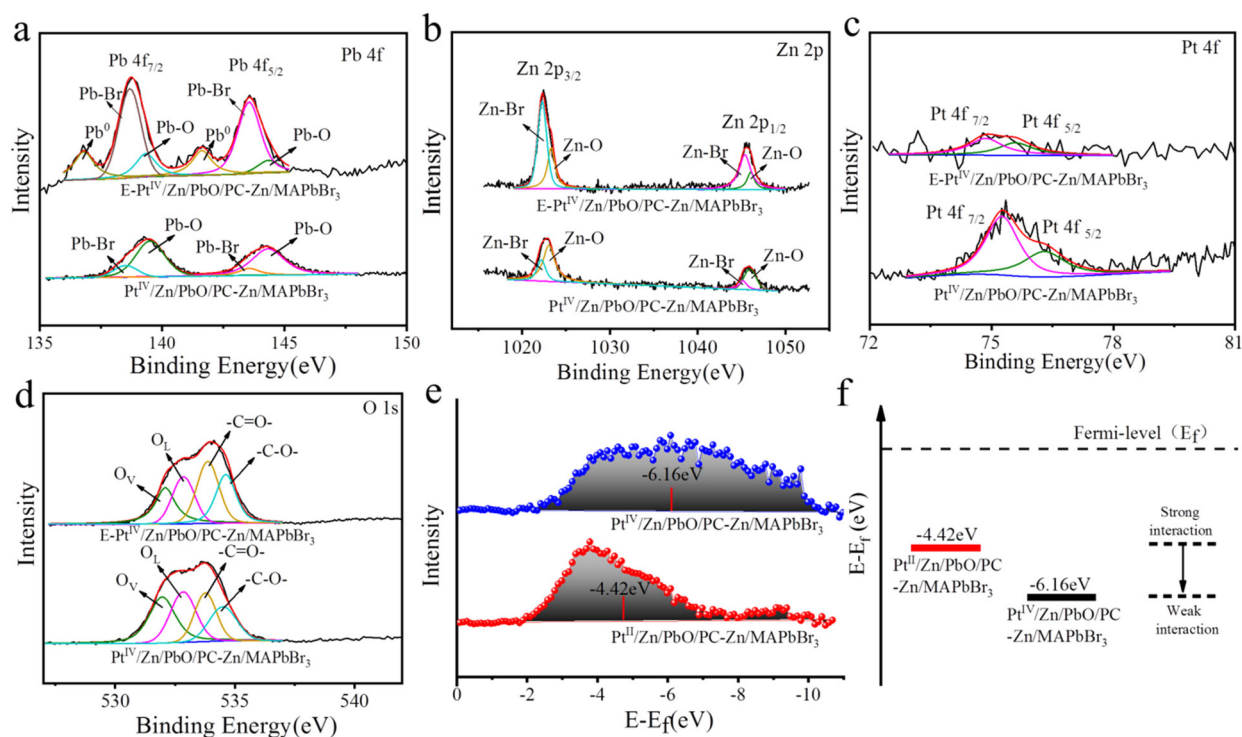 a
Pb 4f
Pb 4f7/2
Pb 4f5/2
Pb-Br
Pb-Br
Pb0
Pb-O
Pb0
Pb-O
E-PtIV/Zn/PbO/PC-Zn/MAPbBr3
Pb-Br
Pb-O
Pb-Br
Pb-O
PtIV/Zn/PbO/PC-Zn/MAPbBr3
Intensity
135 140 145 150
Binding Energy(eV)
b
Zn 2p
Zn 2p3/2
Zn-Br
Zn-O
Zn 2p1/2
Zn-Br
Zn-O
E-PtIV/Zn/PbO/PC-Zn/MAPbBr3
Zn-Br
Zn-O
Zn-Br
Zn-O
PtIV/Zn/PbO/PC-Zn/MAPbBr3
Intensity
1020 1030 1040 1050
Binding Energy(eV)
c
Pt 4f
Pt 4f 7/2
Pt 4f 5/2
E-PtIV/Zn/PbO/PC-Zn/MAPbBr3
Pt 4f 7/2
Pt 4f 5/2
PtIV/Zn/PbO/PC-Zn/MAPbBr3
Intensity
72 75 78 81
Binding Energy(eV)
d
O 1s
-C=O-
OL
-C-O-
OV
E-PtIV/Zn/PbO/PC-Zn/MAPbBr3
OL
-C=O-
OV
-C-O-
PtIV/Zn/PbO/PC-Zn/MAPbBr3
Intensity
530 535 540
Binding Energy(eV)
e
-6.16eV
PtIV/Zn/PbO/PC-Zn/MAPbBr3
-4.42eV
PtII/Zn/PbO/PC-Zn/MAPbBr3
Intensity
0 -2 -4 -6 -8 -10
E-Ef(eV)
f
Fermi-level（Ef）
E-Ef (eV)
-4.42eV
PtII/Zn/PbO/PC
-Zn/MAPbBr3
-6.16eV
PtIV/Zn/PbO/PC
-Zn/MAPbBr3
Strong
interaction
Weak
interaction